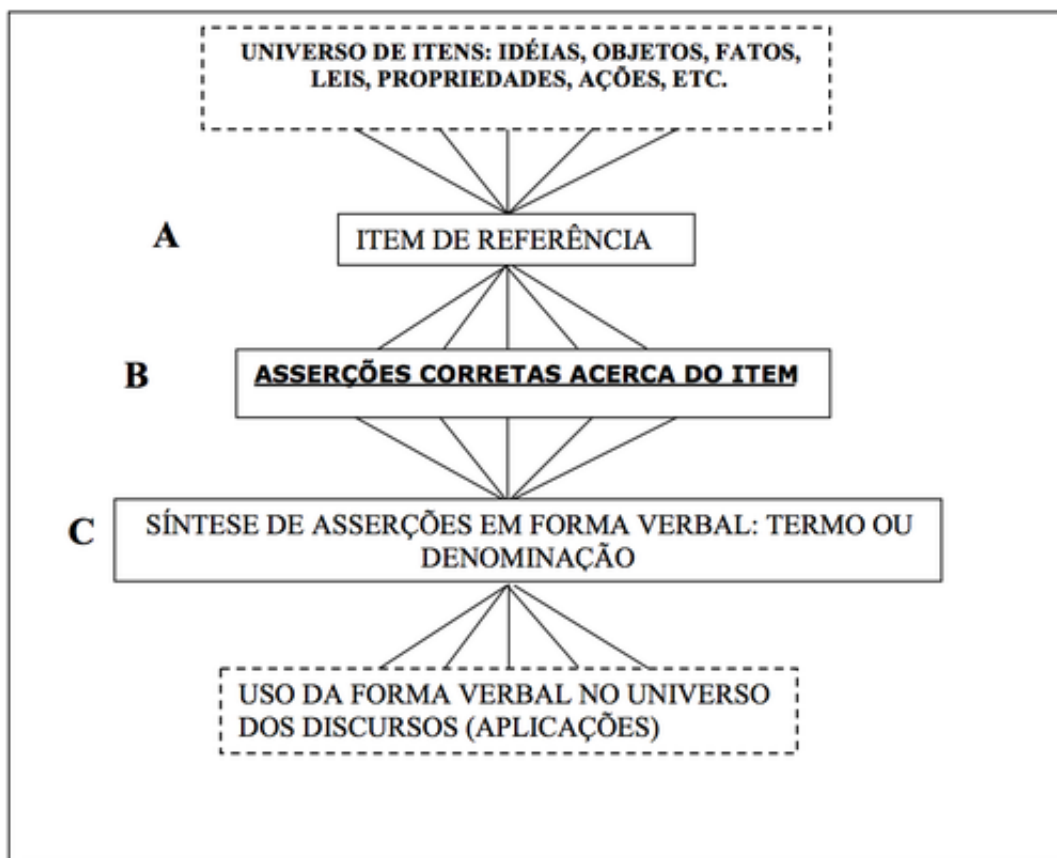 UNIVERSO DE ITENS: IDÉIAS, OBJETOS, FATOS,
LEIS, PROPRIEDADES, AÇÕES, ETC.
A
ITEM DE REFERÊNCIA
B
ASSERÇÕES CORRETAS ACERCA DO ITEM
C
SÍNTESE DE ASSERÇÕES EM FORMA VERBAL: TERMO OU
DENOMINAÇÃO
USO DA FORMA VERBAL NO UNIVERSO
DOS DISCURSOS (APLICAÇÕES)